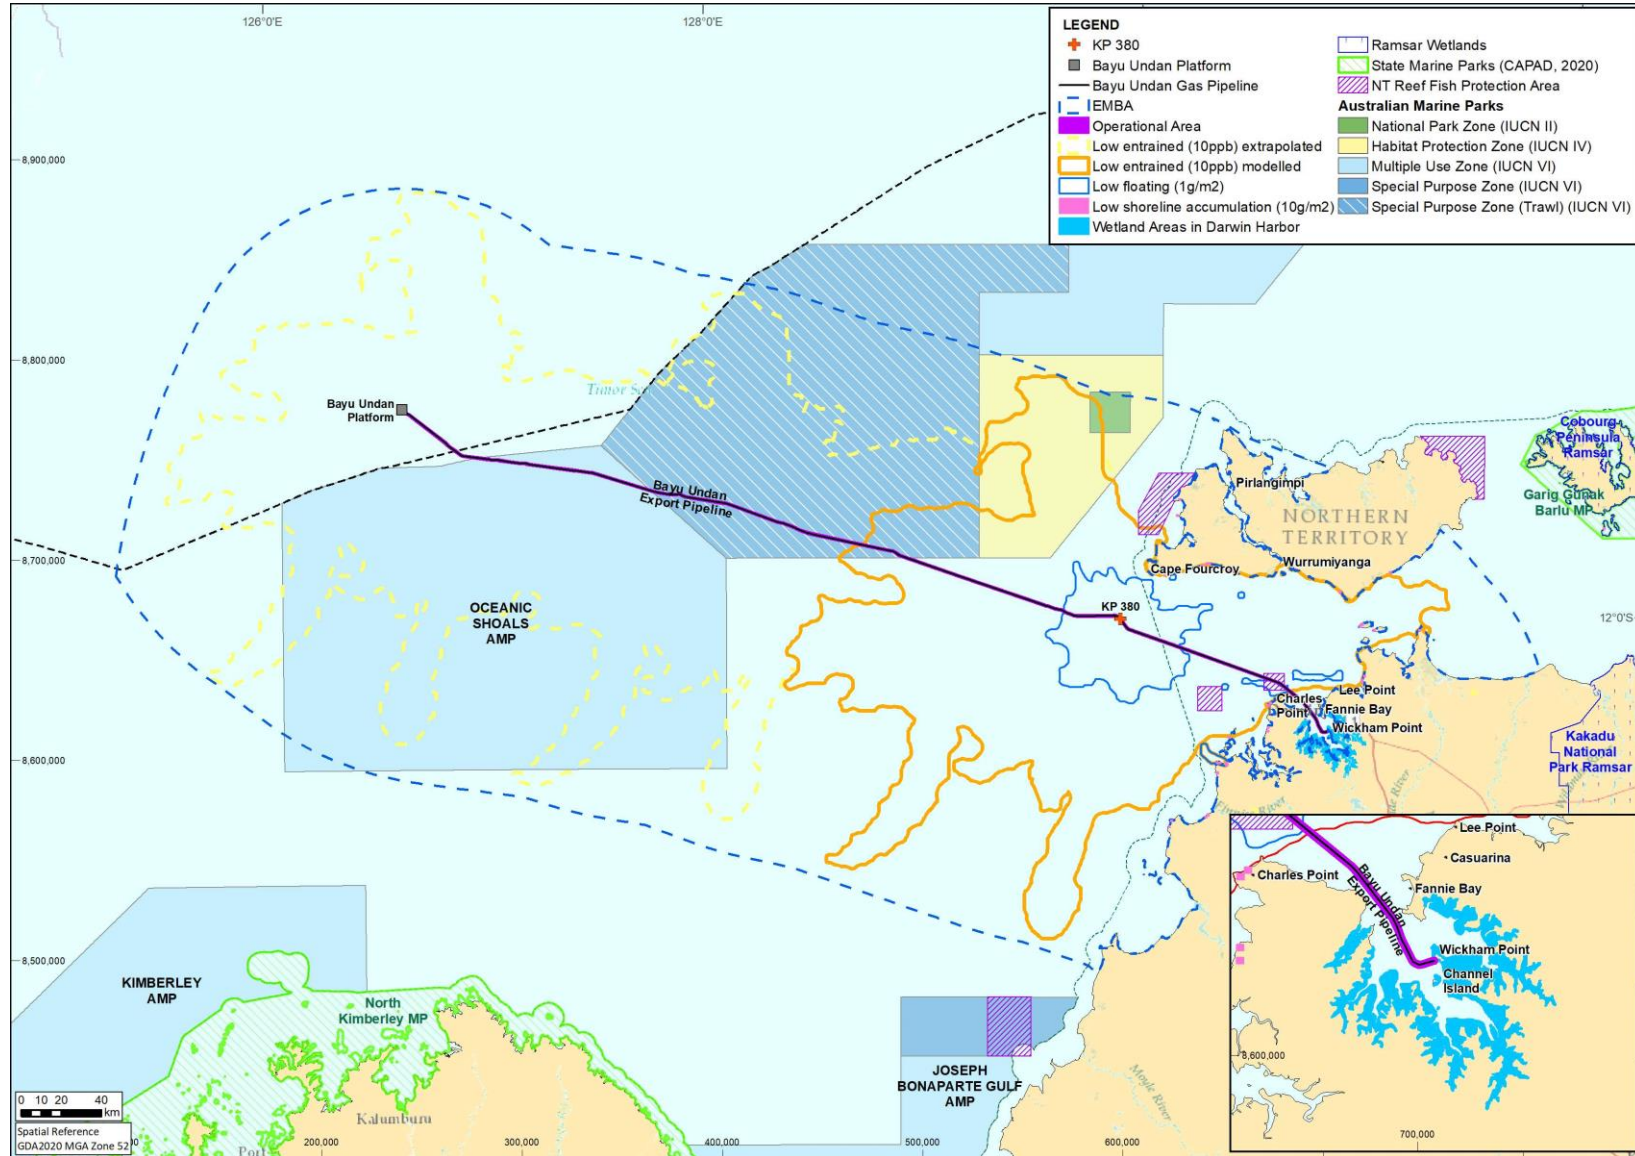 126°0'E
128°0'E
LEGEND
KP 380
Bayu Undan Platform
Bayu Undan Gas Pipeline
EMBA
Operational Area
Low entrained (10ppb) extrapolated
Low entrained (10ppb) modelled
Low floating (1g/m2)
Low shoreline accumulation (10g/m2)
Wetland Areas in Darwin Harbor
Ramsar Wetlands
State Marine Parks (CAPAD, 2020)
NT Reef Fish Protection Area
Australian Marine Parks
National Park Zone (IUCN II)
Habitat Protection Zone (IUCN IV)
Multiple Use Zone (IUCN VI)
Special Purpose Zone (IUCN VI)
Special Purpose Zone (Trawl) (IUCN VI)
8,900,000
8,800,000
8,700,000
8,600,000
8,500,000
Timor
Bayu Undan
Platform
Bayu Undan
Export Pipeline
Cobourg
Peninsula
Ramsar
Garig Gunak
Barlu MP
Pirlangimpi
NORTHERN
TERRITORY
Cape Fourcroy
Wurrumiyanga
OCEANIC
SHOALS
AMP
KP 380
12°0'S
Lee Point
Charles
Point
Fannie Bay
Wickham Point
Kakadu
National
Park Ramsar
River
KIMBERLEY
AMP
North
Kimberley MP
JOSEPH
BONAPARTE GULF
AMP
Moyle River
Kalumburu
Port
Lee Point
Casuarina
Charles Point
Fannie Bay
Bayu Undan
Export Pipeline
Wickham Point
Channel
Island
8,600,000
700,000
0 10 20 40
km
Spatial Reference
GDA2020 MGA Zone 52
200,000
300,000
400,000
500,000
600,000